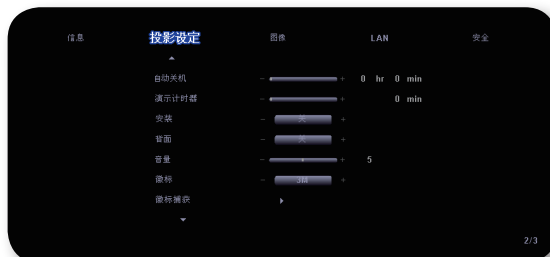 信息 投影设定 图像 LAN 安全
自动关机 - + 0 hr 0 min
演示计时器 - + 0 min
安装 - 关 +
背面 - 关 +
音量 - + 5
徽标 - 3M +
徽标捕获
2/3